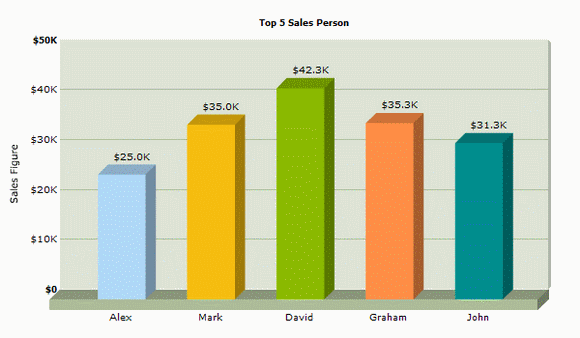 Top 5 Sales Person
$50K
$40K
$30K
$20K
$10K
$0
Sales Figure
$25.0K
$35.0K
$42.3K
$35.3K
$31.3K
Alex
Mark
David
Graham
John